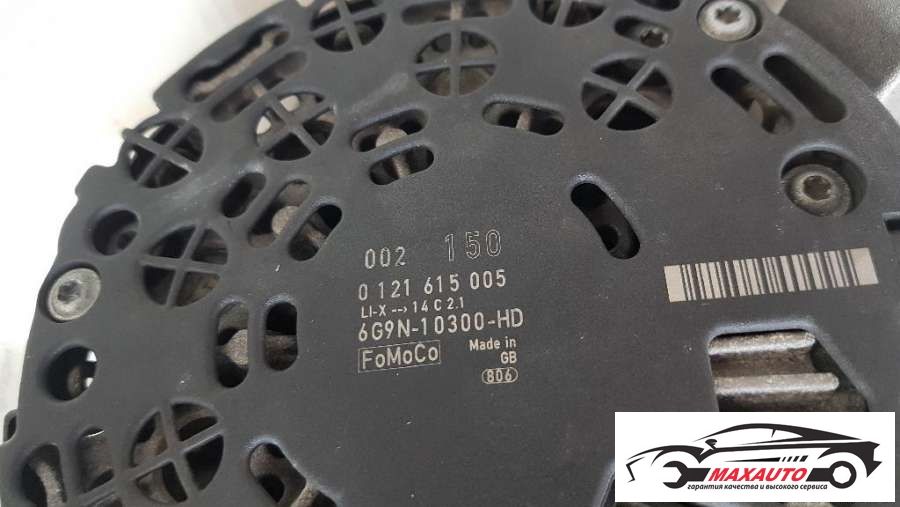 002 150
0 121 615 005
LI-X --> 14 C 2.1
6G9N-10300-HD
FoMoCo
Made in
GB
806
MAXAUTO
гарантия качества и высокого сервиса